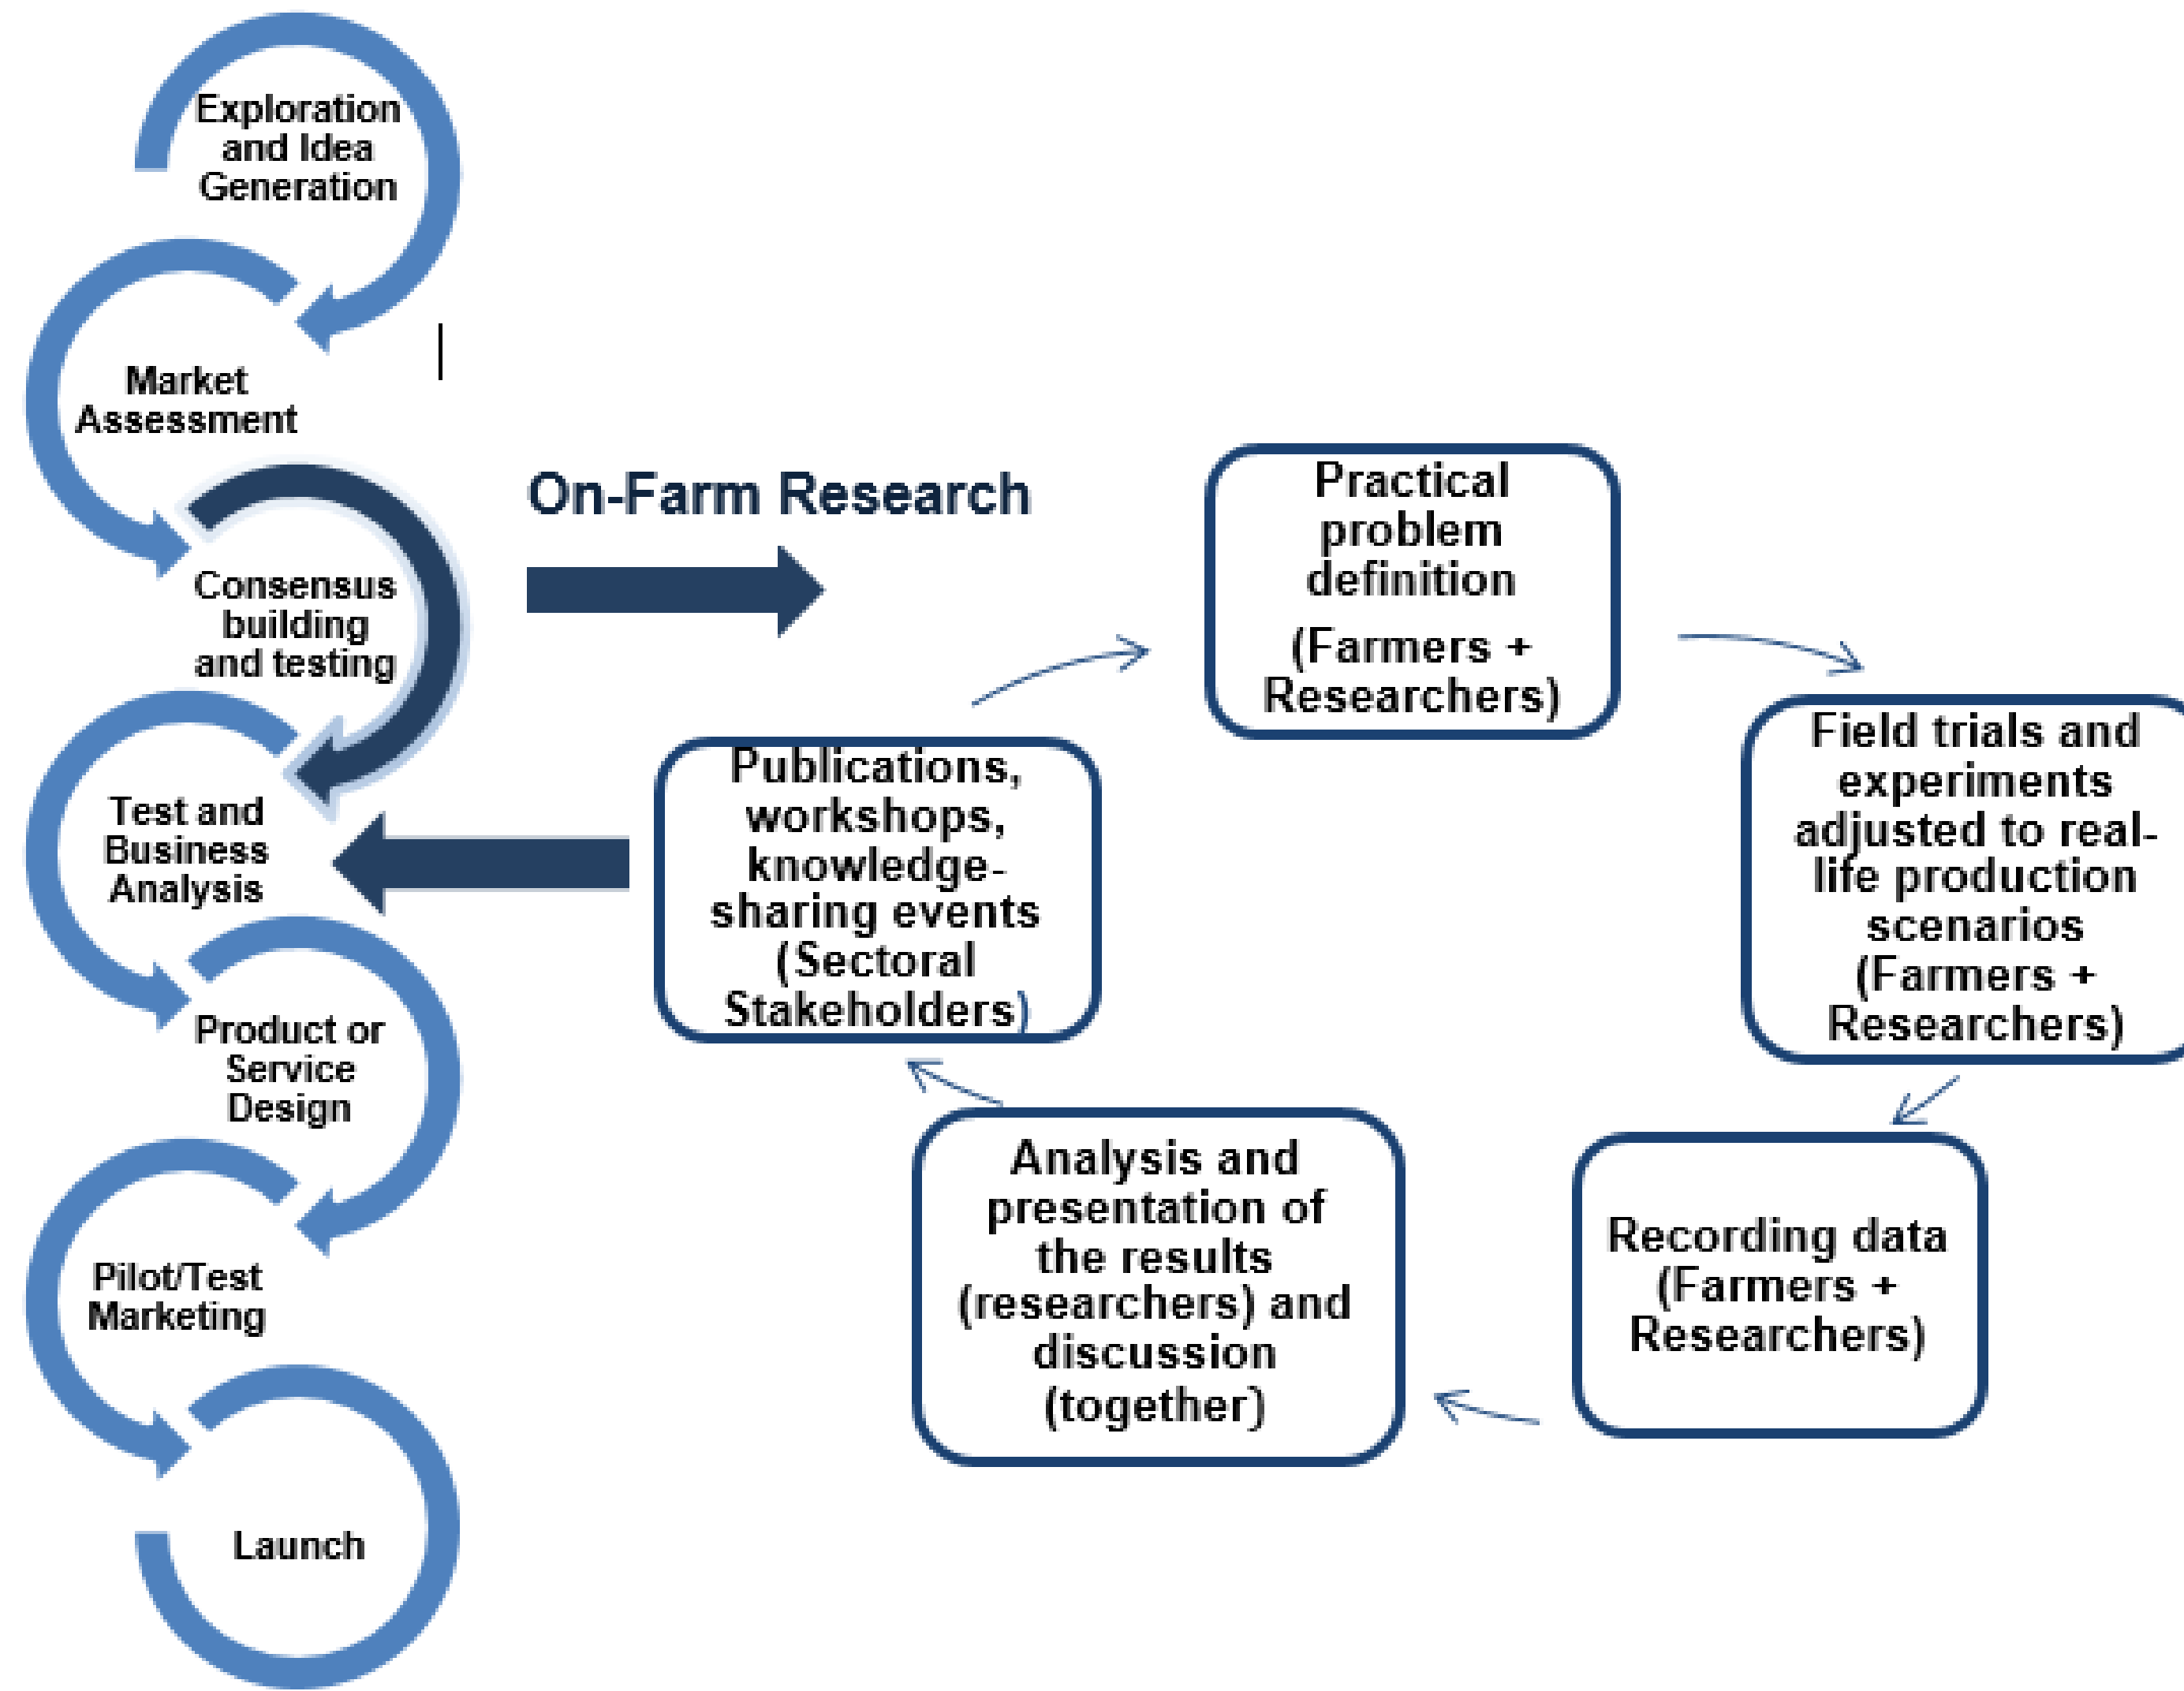 Exploration
and Idea
Generation
Market
Assessment
Consensus
building
and testing
Test and
Business
Analysis
Product or
Service
Design
Pilot/Test
Marketing
Launch
On-Farm Research
Practical
problem
definition
(Farmers +
Researchers)
Field trials and
experiments
adjusted to real-
life production
scenarios
(Farmers +
Researchers)
Recording data
(Farmers +
Researchers)
Analysis and
presentation of
the results
(researchers) and
discussion
(together)
Publications,
workshops,
knowledge-
sharing events
(Sectoral
Stakeholders)